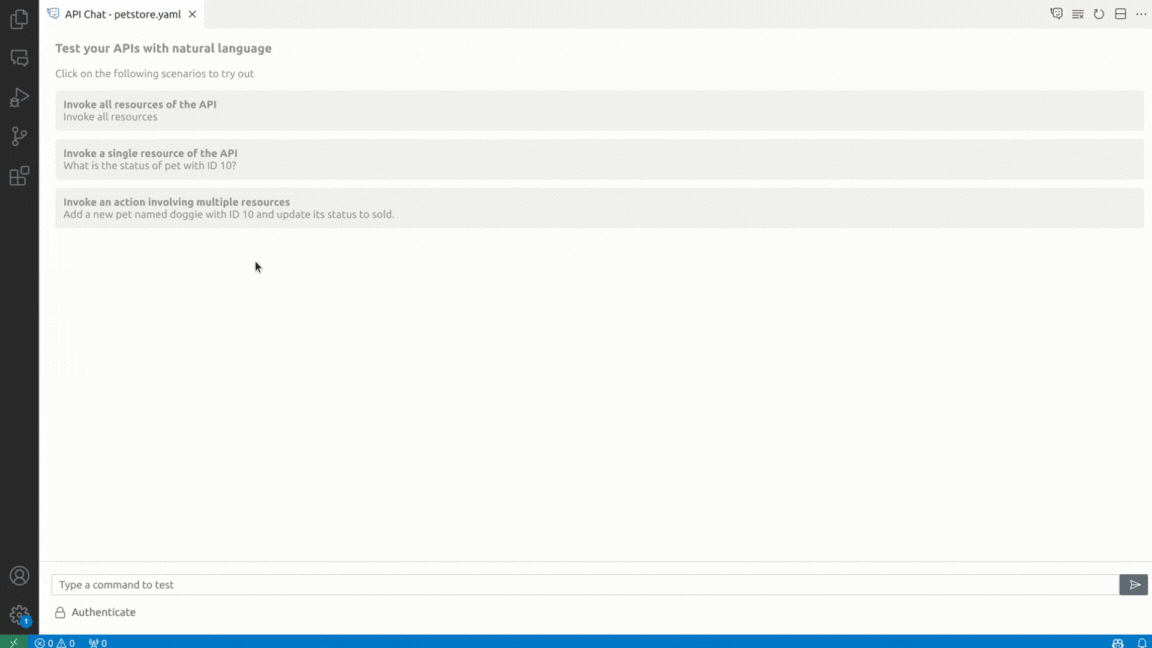 API Chat - petstore.yaml
Test your APIs with natural language
Click on the following scenarios to try out
Invoke all resources of the API
Invoke all resources
Invoke a single resource of the API
What is the status of pet with ID 10?
Invoke an action involving multiple resources
Add a new pet named doggie with ID 10 and update its status to sold.
Type a command to test
Authenticate
1
0 0 0